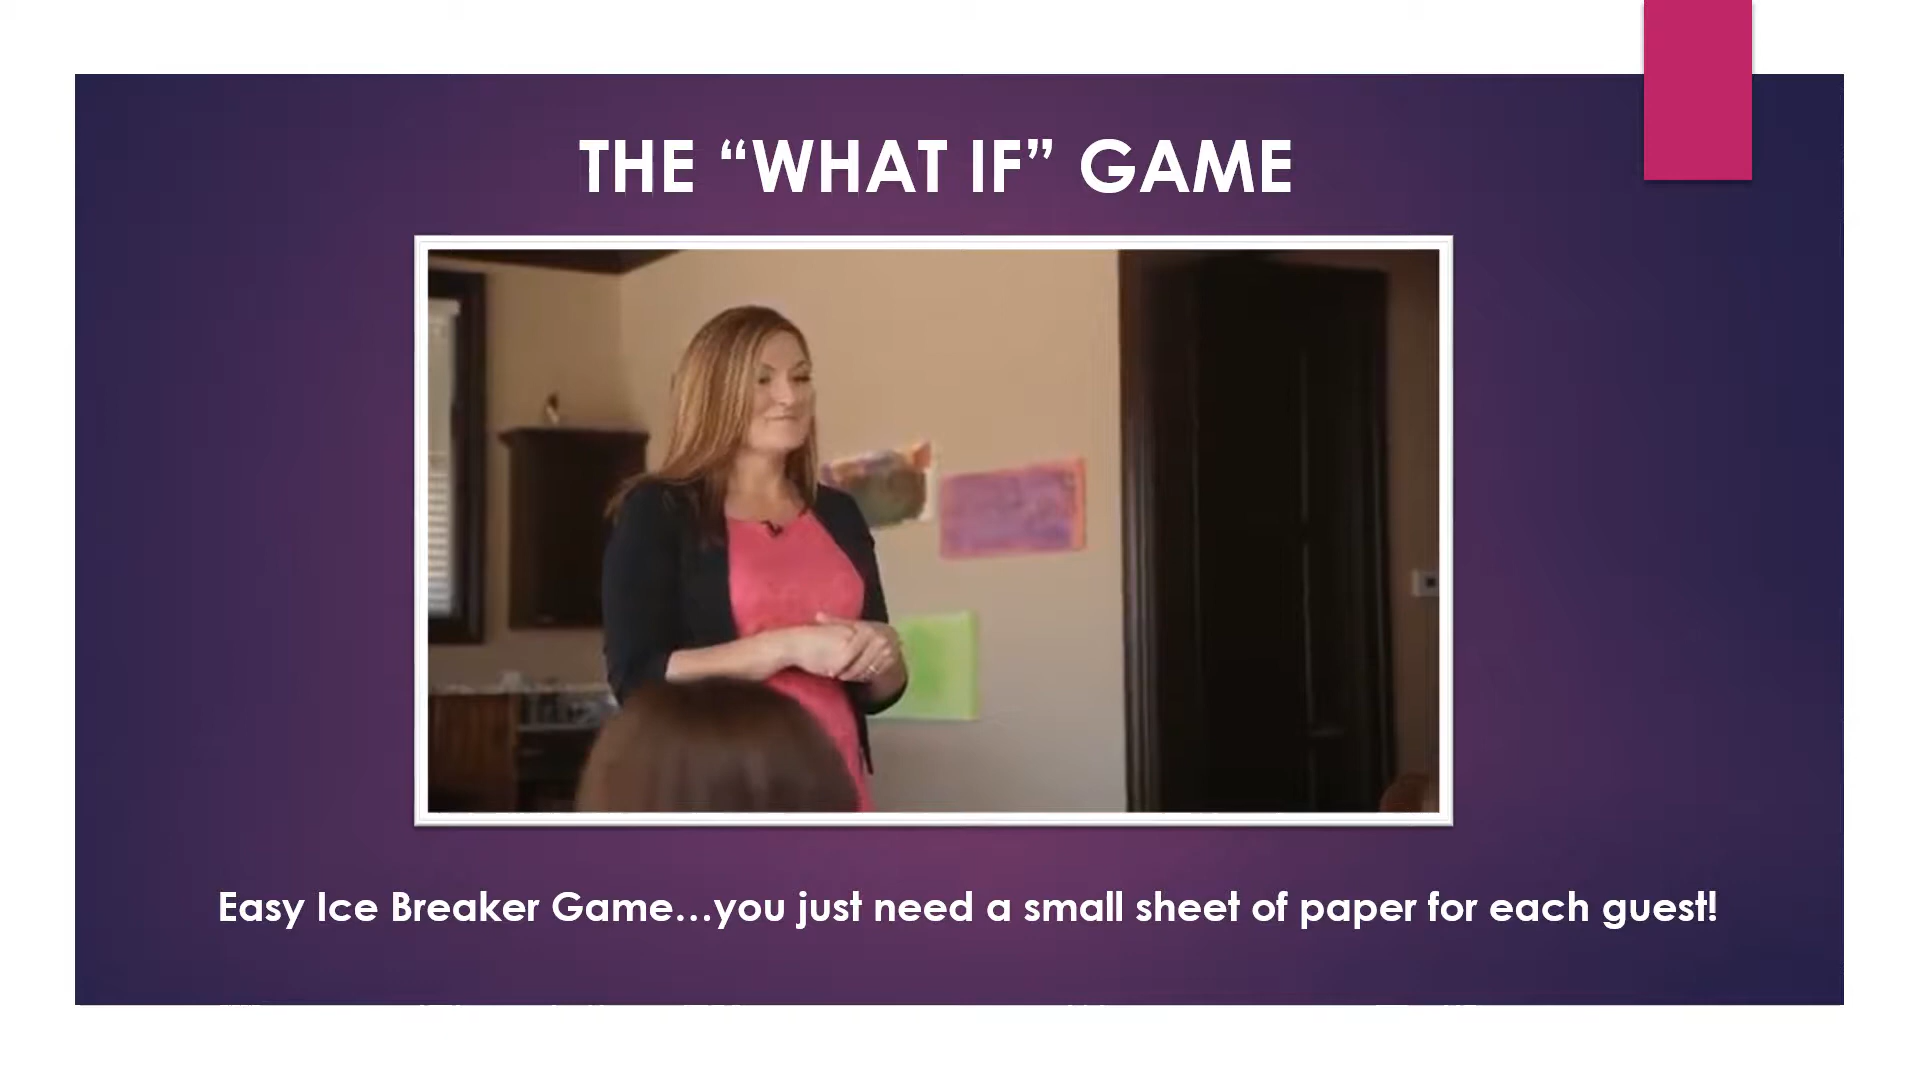 THE “WHAT IF” GAME
Easy Ice Breaker Game...you just need a small sheet of paper for each guest!